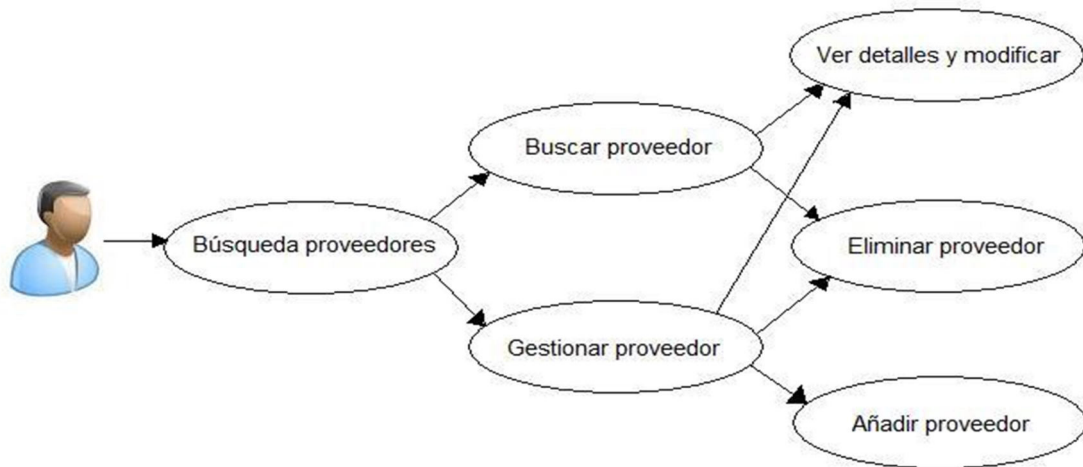 Ver detalles y modificar
Buscar proveedor
Búsqueda proveedores
Eliminar proveedor
Gestionar proveedor
Añadir proveedor